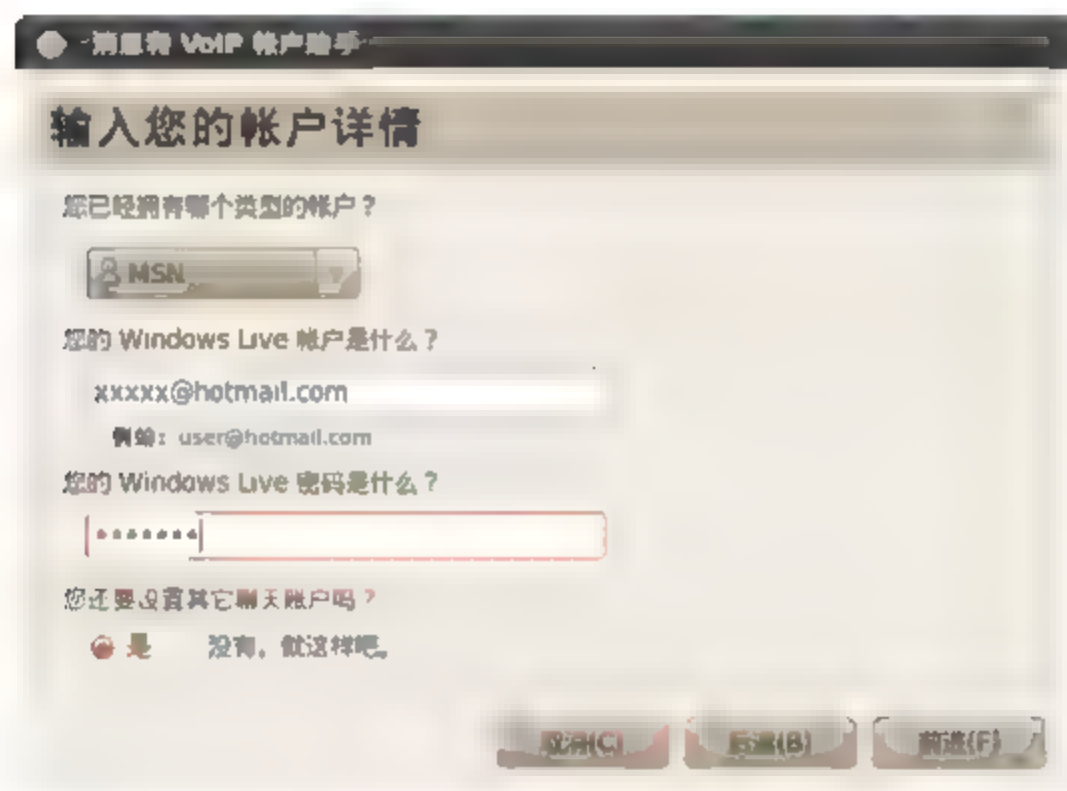 消息和 VoIP 帐户助手
输入您的帐户详情
您已经拥有哪个类型的帐户？
MSN
您的 Windows Live 帐户是什么？
xxxxx@hotmail.com
例如：user@hotmail.com
您的 Windows Live 密码是什么？
•••••••
您还要设置其它聊天账户吗？
是 没有，就这样吧。
取消(C) 后退(B) 前进(F)